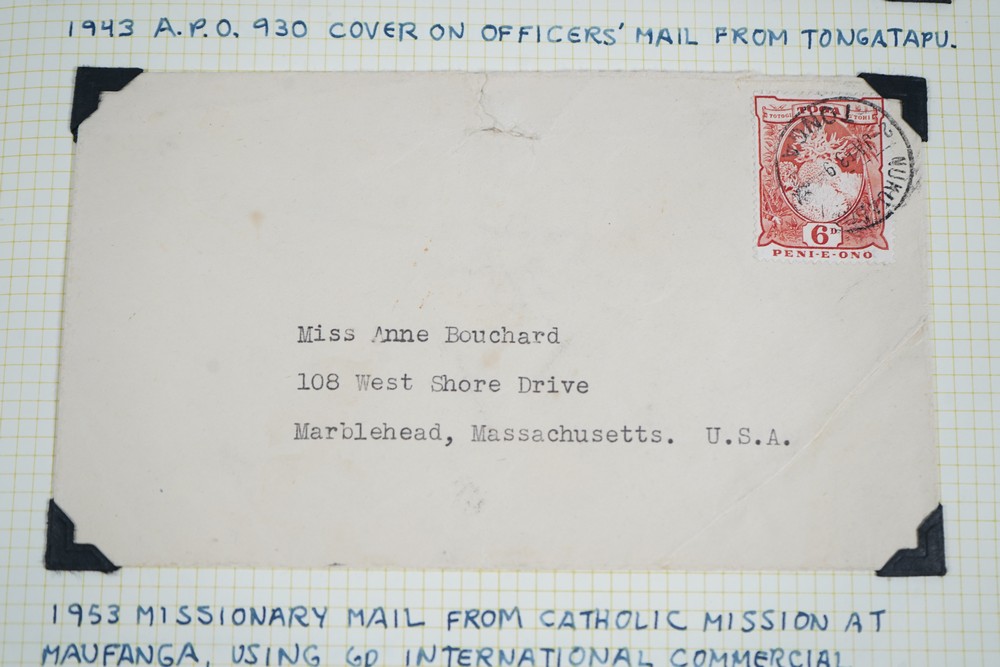 1943 A.P.O. 930 COVER ON OFFICERS' MAIL FROM TONGATAPU.
TOGA
TONGA
6D
PENI-E-ONO
Miss Anne Bouchard
108 West Shore Drive
Marblehead, Massachusetts. U.S.A.
1953 MISSIONARY MAIL FROM CATHOLIC MISSION AT
MAUFANGA, USING 6D INTERNATIONAL COMMERCIAL